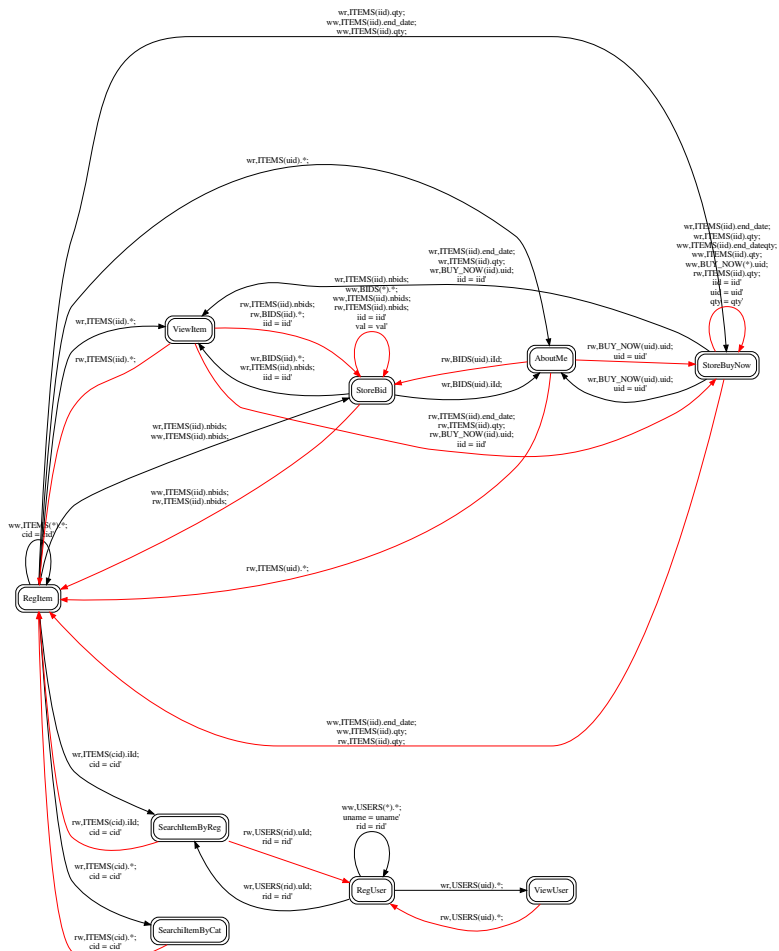 wr,ITEMS(iid).qty;
ww,ITEMS(iid).end_date;
ww,ITEMS(iid).qty;
wr,ITEMS(uid).*;
wr,ITEMS(iid).end_date;
wr,ITEMS(iid).qty;
ww,ITEMS(iid).end_dateqty;
ww,ITEMS(iid).qty;
ww,BUY_NOW(*).uid;
rw,ITEMS(iid).qty;
iid = iid'
uid = uid'
qty = qty'
wr,ITEMS(iid).end_date;
wr,ITEMS(iid).qty;
wr,BUY_NOW(iid).uid;
iid = iid'
wr,ITEMS(iid).nbids;
ww,BIDS(*).*;
ww,ITEMS(iid).nbids;
rw,ITEMS(iid).nbids;
iid = iid'
val = val'
rw,ITEMS(iid).nbids;
rw,BIDS(iid).*;
iid = iid'
wr,ITEMS(iid).*;
ViewItem
rw,ITEMS(iid).*;
wr,BIDS(iid).*;
wr,ITEMS(iid).nbids;
iid = iid'
StoreBid
rw,BIDS(uid).iId;
AboutMe
rw,BUY_NOW(uid).uid;
uid = uid'
StoreBuyNow
wr,BIDS(uid).iId;
wr,BUY_NOW(uid).uid;
uid = uid'
wr,ITEMS(iid).nbids;
ww,ITEMS(iid).nbids;
rw,ITEMS(iid).end_date;
rw,ITEMS(iid).qty;
rw,BUY_NOW(iid).uid;
iid = iid'
ww,ITEMS(iid).nbids;
rw,ITEMS(iid).nbids;
ww,ITEMS(*).*;
cid = cid'
rw,ITEMS(uid).*;
RegItem
ww,ITEMS(iid).end_date;
ww,ITEMS(iid).qty;
rw,ITEMS(iid).qty;
wr,ITEMS(cid).iId;
cid = cid'
rw,ITEMS(cid).iId;
cid = cid'
SearchItemByReg
rw,USERS(rid).uId;
rid = rid'
ww,USERS(*).*;
uname = uname'
rid = rid'
wr,ITEMS(cid).*;
cid = cid'
wr,USERS(rid).uId;
rid = rid'
RegUser
wr,USERS(uid).*;
ViewUser
rw,USERS(uid).*;
SearchiItemByCat
rw,ITEMS(cid).*;
cid = cid'